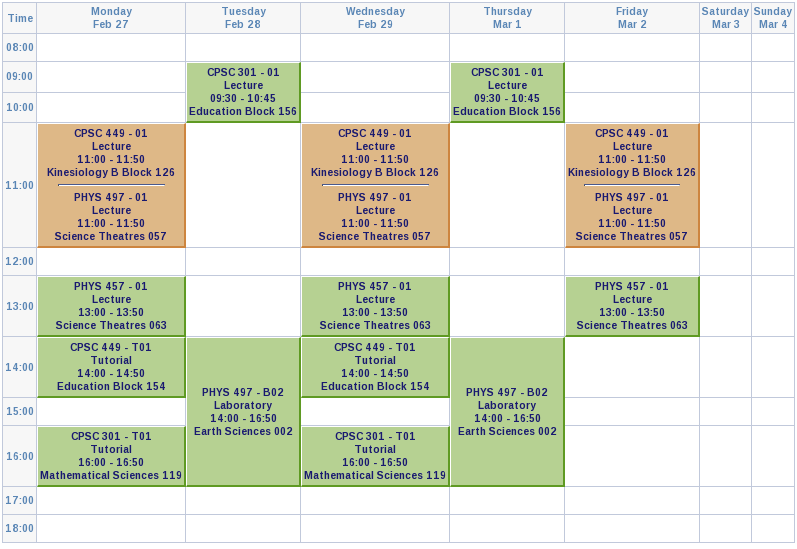 Time
Monday
Feb 27
Tuesday
Feb 28
Wednesday
Feb 29
Thursday
Mar 1
Friday
Mar 2
Saturday
Mar 3
Sunday
Mar 4
08:00
09:00
CPSC 301 - 01
Lecture
09:30 - 10:45
Education Block 156
CPSC 301 - 01
Lecture
09:30 - 10:45
Education Block 156
10:00
11:00
CPSC 449 - 01
Lecture
11:00 - 11:50
Kinesiology B Block 126
PHYS 497 - 01
Lecture
11:00 - 11:50
Science Theatres 057
CPSC 449 - 01
Lecture
11:00 - 11:50
Kinesiology B Block 126
PHYS 497 - 01
Lecture
11:00 - 11:50
Science Theatres 057
CPSC 449 - 01
Lecture
11:00 - 11:50
Kinesiology B Block 126
PHYS 497 - 01
Lecture
11:00 - 11:50
Science Theatres 057
12:00
13:00
PHYS 457 - 01
Lecture
13:00 - 13:50
Science Theatres 063
PHYS 457 - 01
Lecture
13:00 - 13:50
Science Theatres 063
PHYS 457 - 01
Lecture
13:00 - 13:50
Science Theatres 063
14:00
CPSC 449 - T01
Tutorial
14:00 - 14:50
Education Block 154
PHYS 497 - B02
Laboratory
14:00 - 16:50
Earth Sciences 002
CPSC 449 - T01
Tutorial
14:00 - 14:50
Education Block 154
PHYS 497 - B02
Laboratory
14:00 - 16:50
Earth Sciences 002
15:00
16:00
CPSC 301 - T01
Tutorial
16:00 - 16:50
Mathematical Sciences 119
CPSC 301 - T01
Tutorial
16:00 - 16:50
Mathematical Sciences 119
17:00
18:00